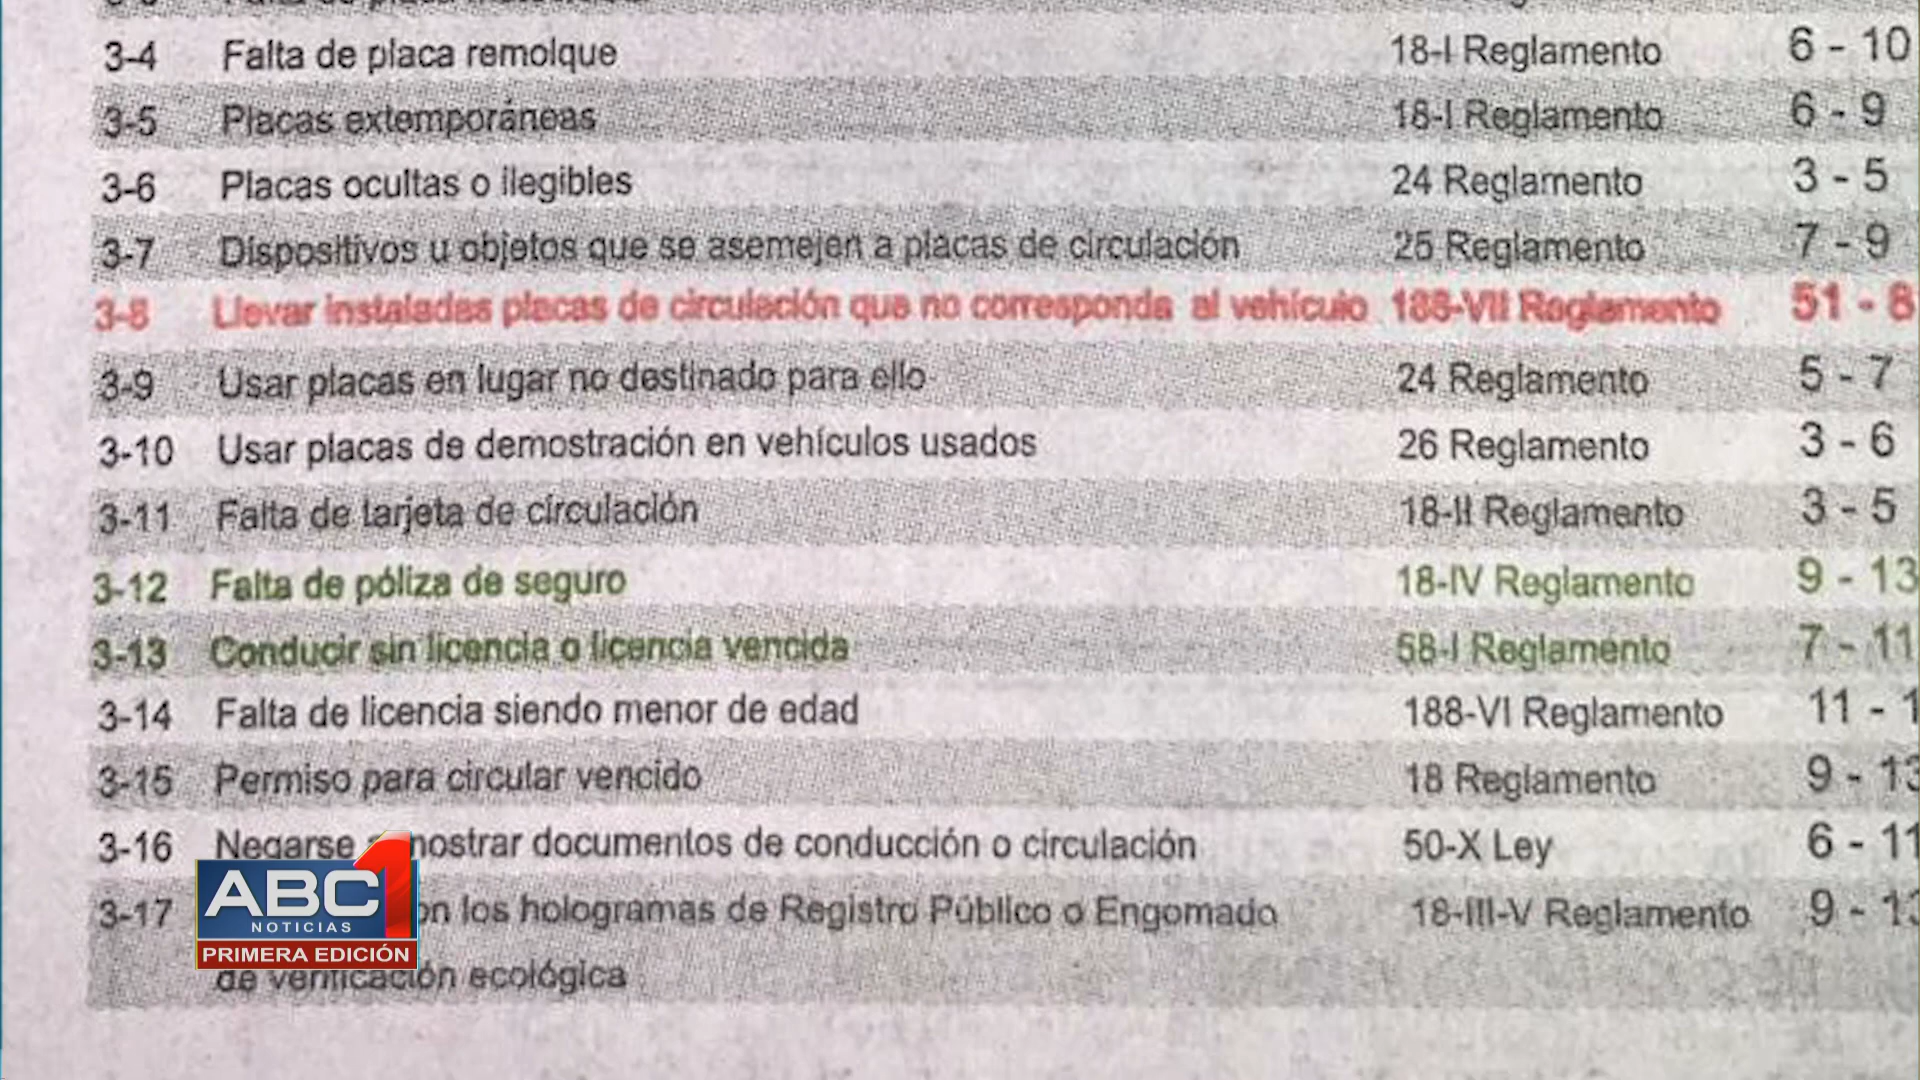 3-4 Falta de placa remolque 18-I Reglamento 6 - 10
3-5 Placas extemporáneas 18-I Reglamento 6 - 9
3-6 Placas ocultas o ilegibles 24 Reglamento 3 - 5
3-7 Dispositivos u objetos que se asemejen a placas de circulación 25 Reglamento 7 - 9
3-8 Llevar instaladas placas de circulación que no corresponda al vehículo 188-VII Reglamento 51 - 8
3-9 Usar placas en lugar no destinado para ello 24 Reglamento 5 - 7
3-10 Usar placas de demostración en vehículos usados 26 Reglamento 3 - 6
3-11 Falta de tarjeta de circulación 18-II Reglamento 3 - 5
3-12 Falta de póliza de seguro 18-IV Reglamento 9 - 13
3-13 Conducir sin licencia o licencia vencida 58-I Reglamento 7 - 11
3-14 Falta de licencia siendo menor de edad 188-VI Reglamento 11 - 1
3-15 Permiso para circular vencido 18 Reglamento 9 - 13
3-16 Negarse mostrar documentos de conducción o circulación 50-X Ley 6 - 11
3-17 los hologramas de Registro Público o Engomado 18-III-V Reglamento 9 - 13
de verificación ecológica
ABC1
NOTICIAS
PRIMERA EDICIÓN